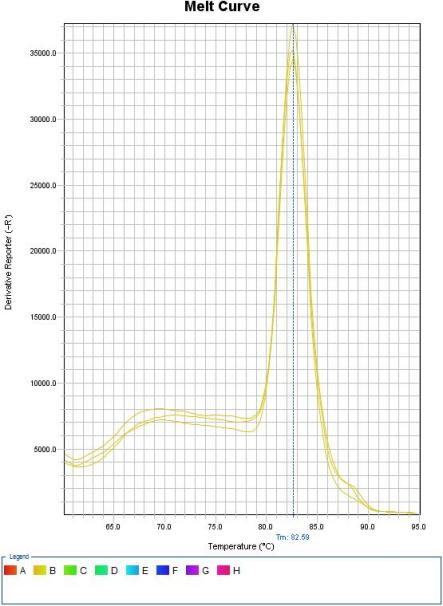 Melt Curve
35000.0
30000.0
25000.0
20000.0
15000.0
10000.0
5000.0
Derivative Reporter (-R')
65.0 70.0 75.0 80.0 85.0 90.0 95.0
Tm: 82.59
Temperature (°C)
Legend
A B C D E F G H